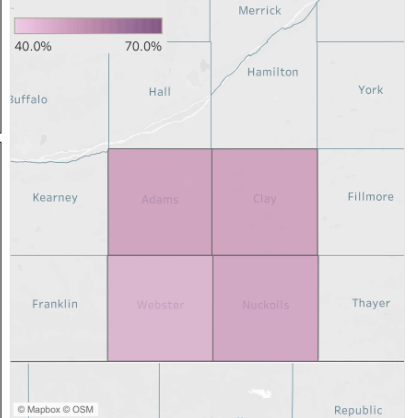 Merrick
40.0% 70.0%
Hamilton
Hall York
Buffalo
Kearney Adams Clay Fillmore
Franklin Webster Nuckolls Thayer
© Mapbox © OSM Republic